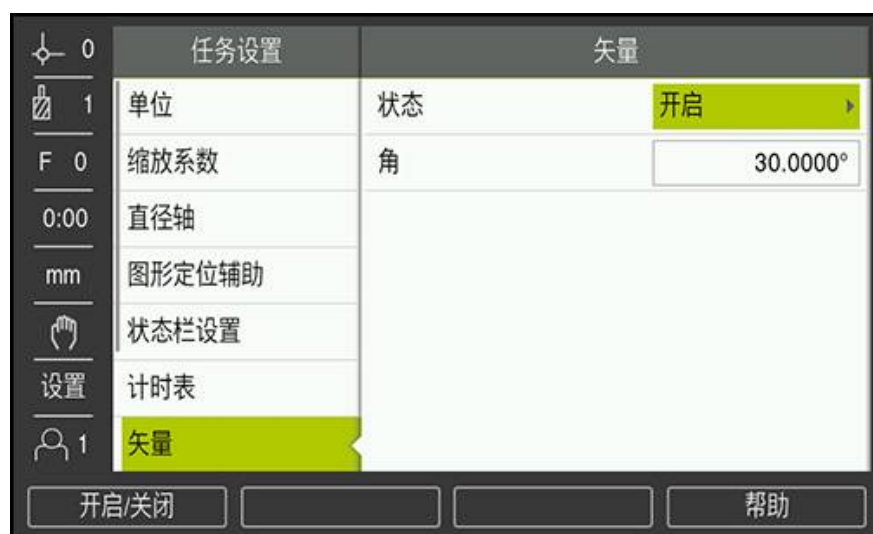 0 任务设置 矢量
1 单位 状态 开启
F 0 缩放系数 角 30.0000°
0:00 直径轴
mm 图形定位辅助
状态栏设置
设置 计时表
1 矢量
开启/关闭 帮助